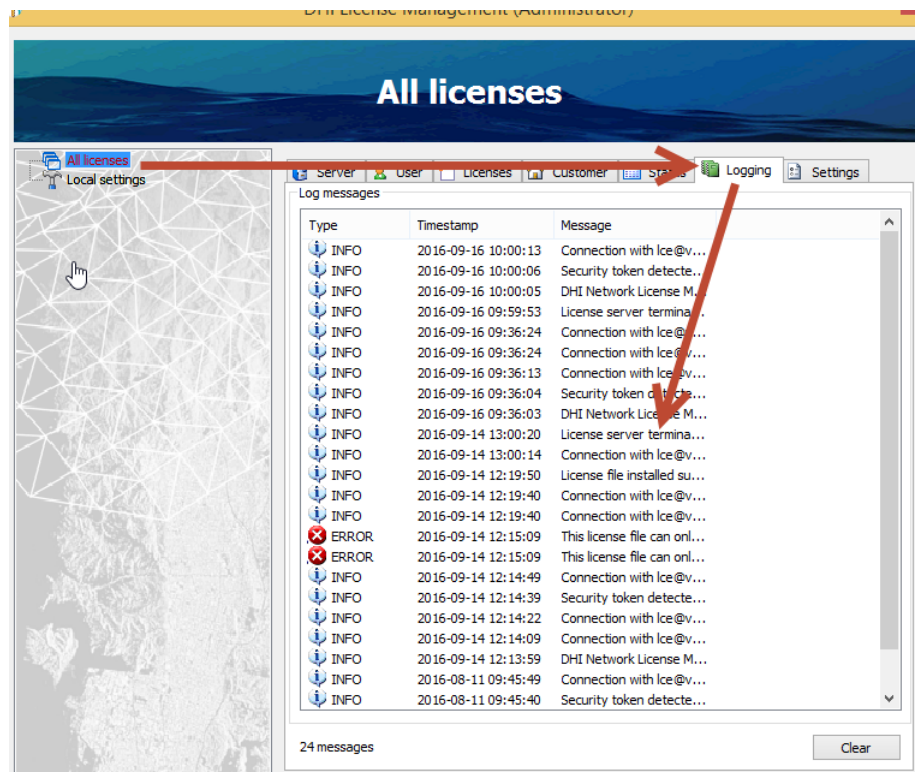 DHI License Management (Administrator)
All licenses
All licenses
Local settings
Server User Licenses Customer Status Logging Settings
Log messages
Type Timestamp Message
INFO 2016-09-16 10:00:13 Connection with lce@v...
INFO 2016-09-16 10:00:06 Security token detecte...
INFO 2016-09-16 10:00:05 DHI Network License M...
INFO 2016-09-16 09:59:53 License server termina...
INFO 2016-09-16 09:36:24 Connection with lce@v...
INFO 2016-09-16 09:36:24 Connection with lce@v...
INFO 2016-09-16 09:36:13 Connection with lce@v...
INFO 2016-09-16 09:36:04 Security token detecte...
INFO 2016-09-16 09:36:03 DHI Network License M...
INFO 2016-09-14 13:00:20 License server termina...
INFO 2016-09-14 13:00:14 Connection with lce@v...
INFO 2016-09-14 12:19:50 License file installed su...
INFO 2016-09-14 12:19:40 Connection with lce@v...
INFO 2016-09-14 12:19:40 Connection with lce@v...
ERROR 2016-09-14 12:15:09 This license file can onl...
ERROR 2016-09-14 12:15:09 This license file can onl...
INFO 2016-09-14 12:14:49 Connection with lce@v...
INFO 2016-09-14 12:14:39 Security token detecte...
INFO 2016-09-14 12:14:22 Connection with lce@v...
INFO 2016-09-14 12:14:09 Connection with lce@v...
INFO 2016-09-14 12:13:59 DHI Network License M...
INFO 2016-08-11 09:45:49 Connection with lce@v...
INFO 2016-08-11 09:45:40 Security token detecte...
24 messages
Clear